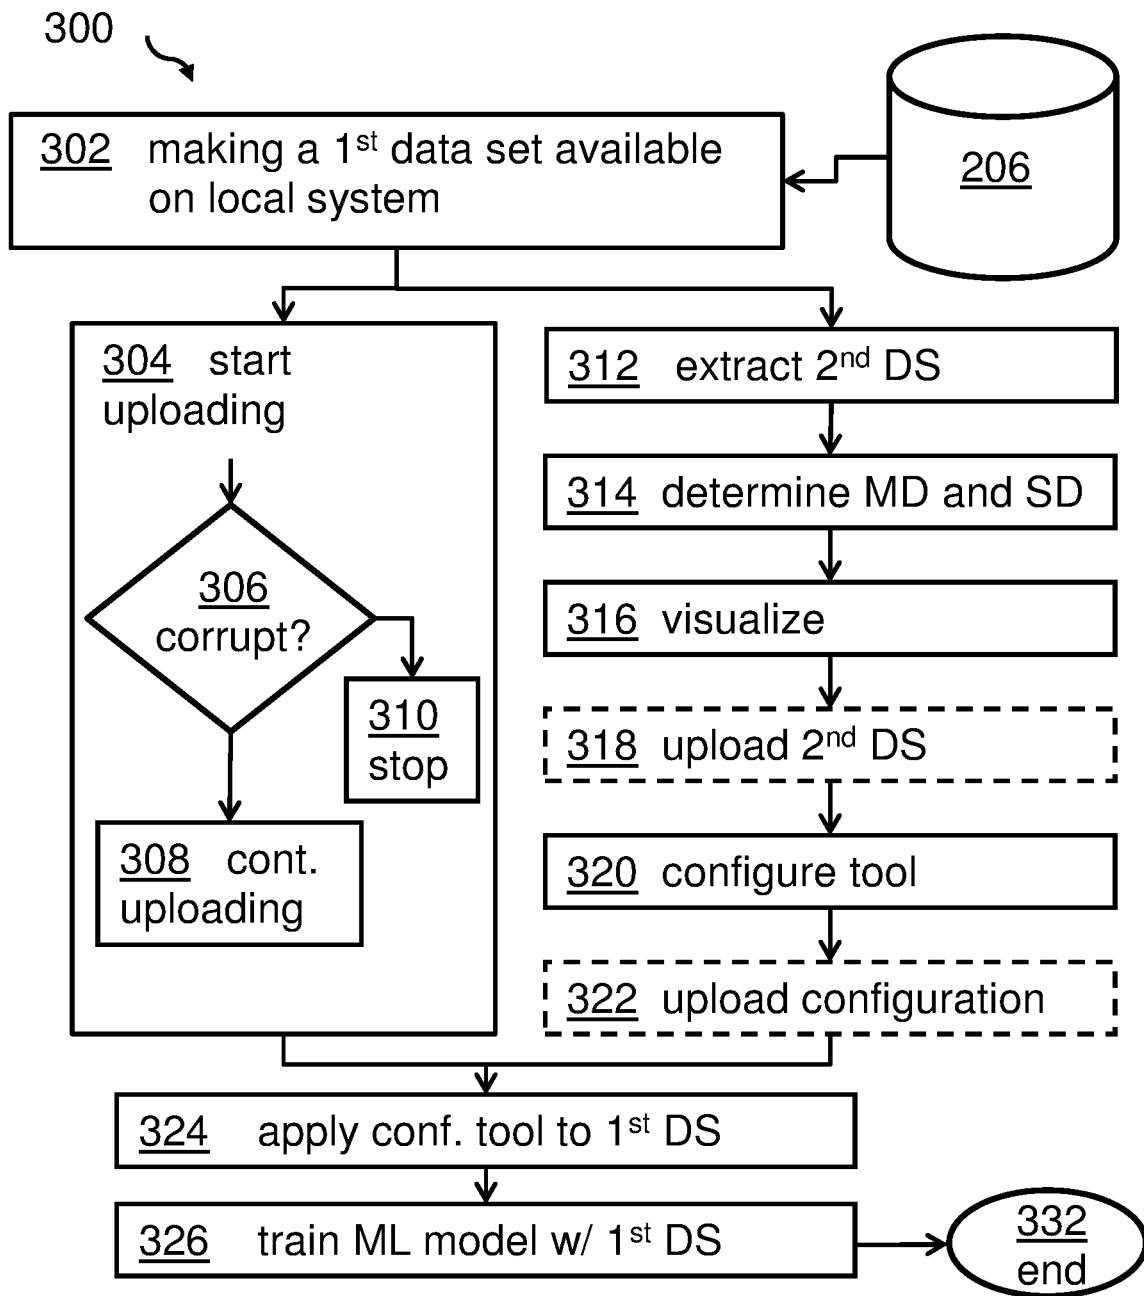 300
302 making a 1st data set available
on local system
206
304 start
uploading
306
corrupt?
310
stop
308 cont.
uploading
312 extract 2nd DS
314 determine MD and SD
316 visualize
318 upload 2nd DS
320 configure tool
322 upload configuration
324 apply conf. tool to 1st DS
326 train ML model w/ 1st DS
332
end